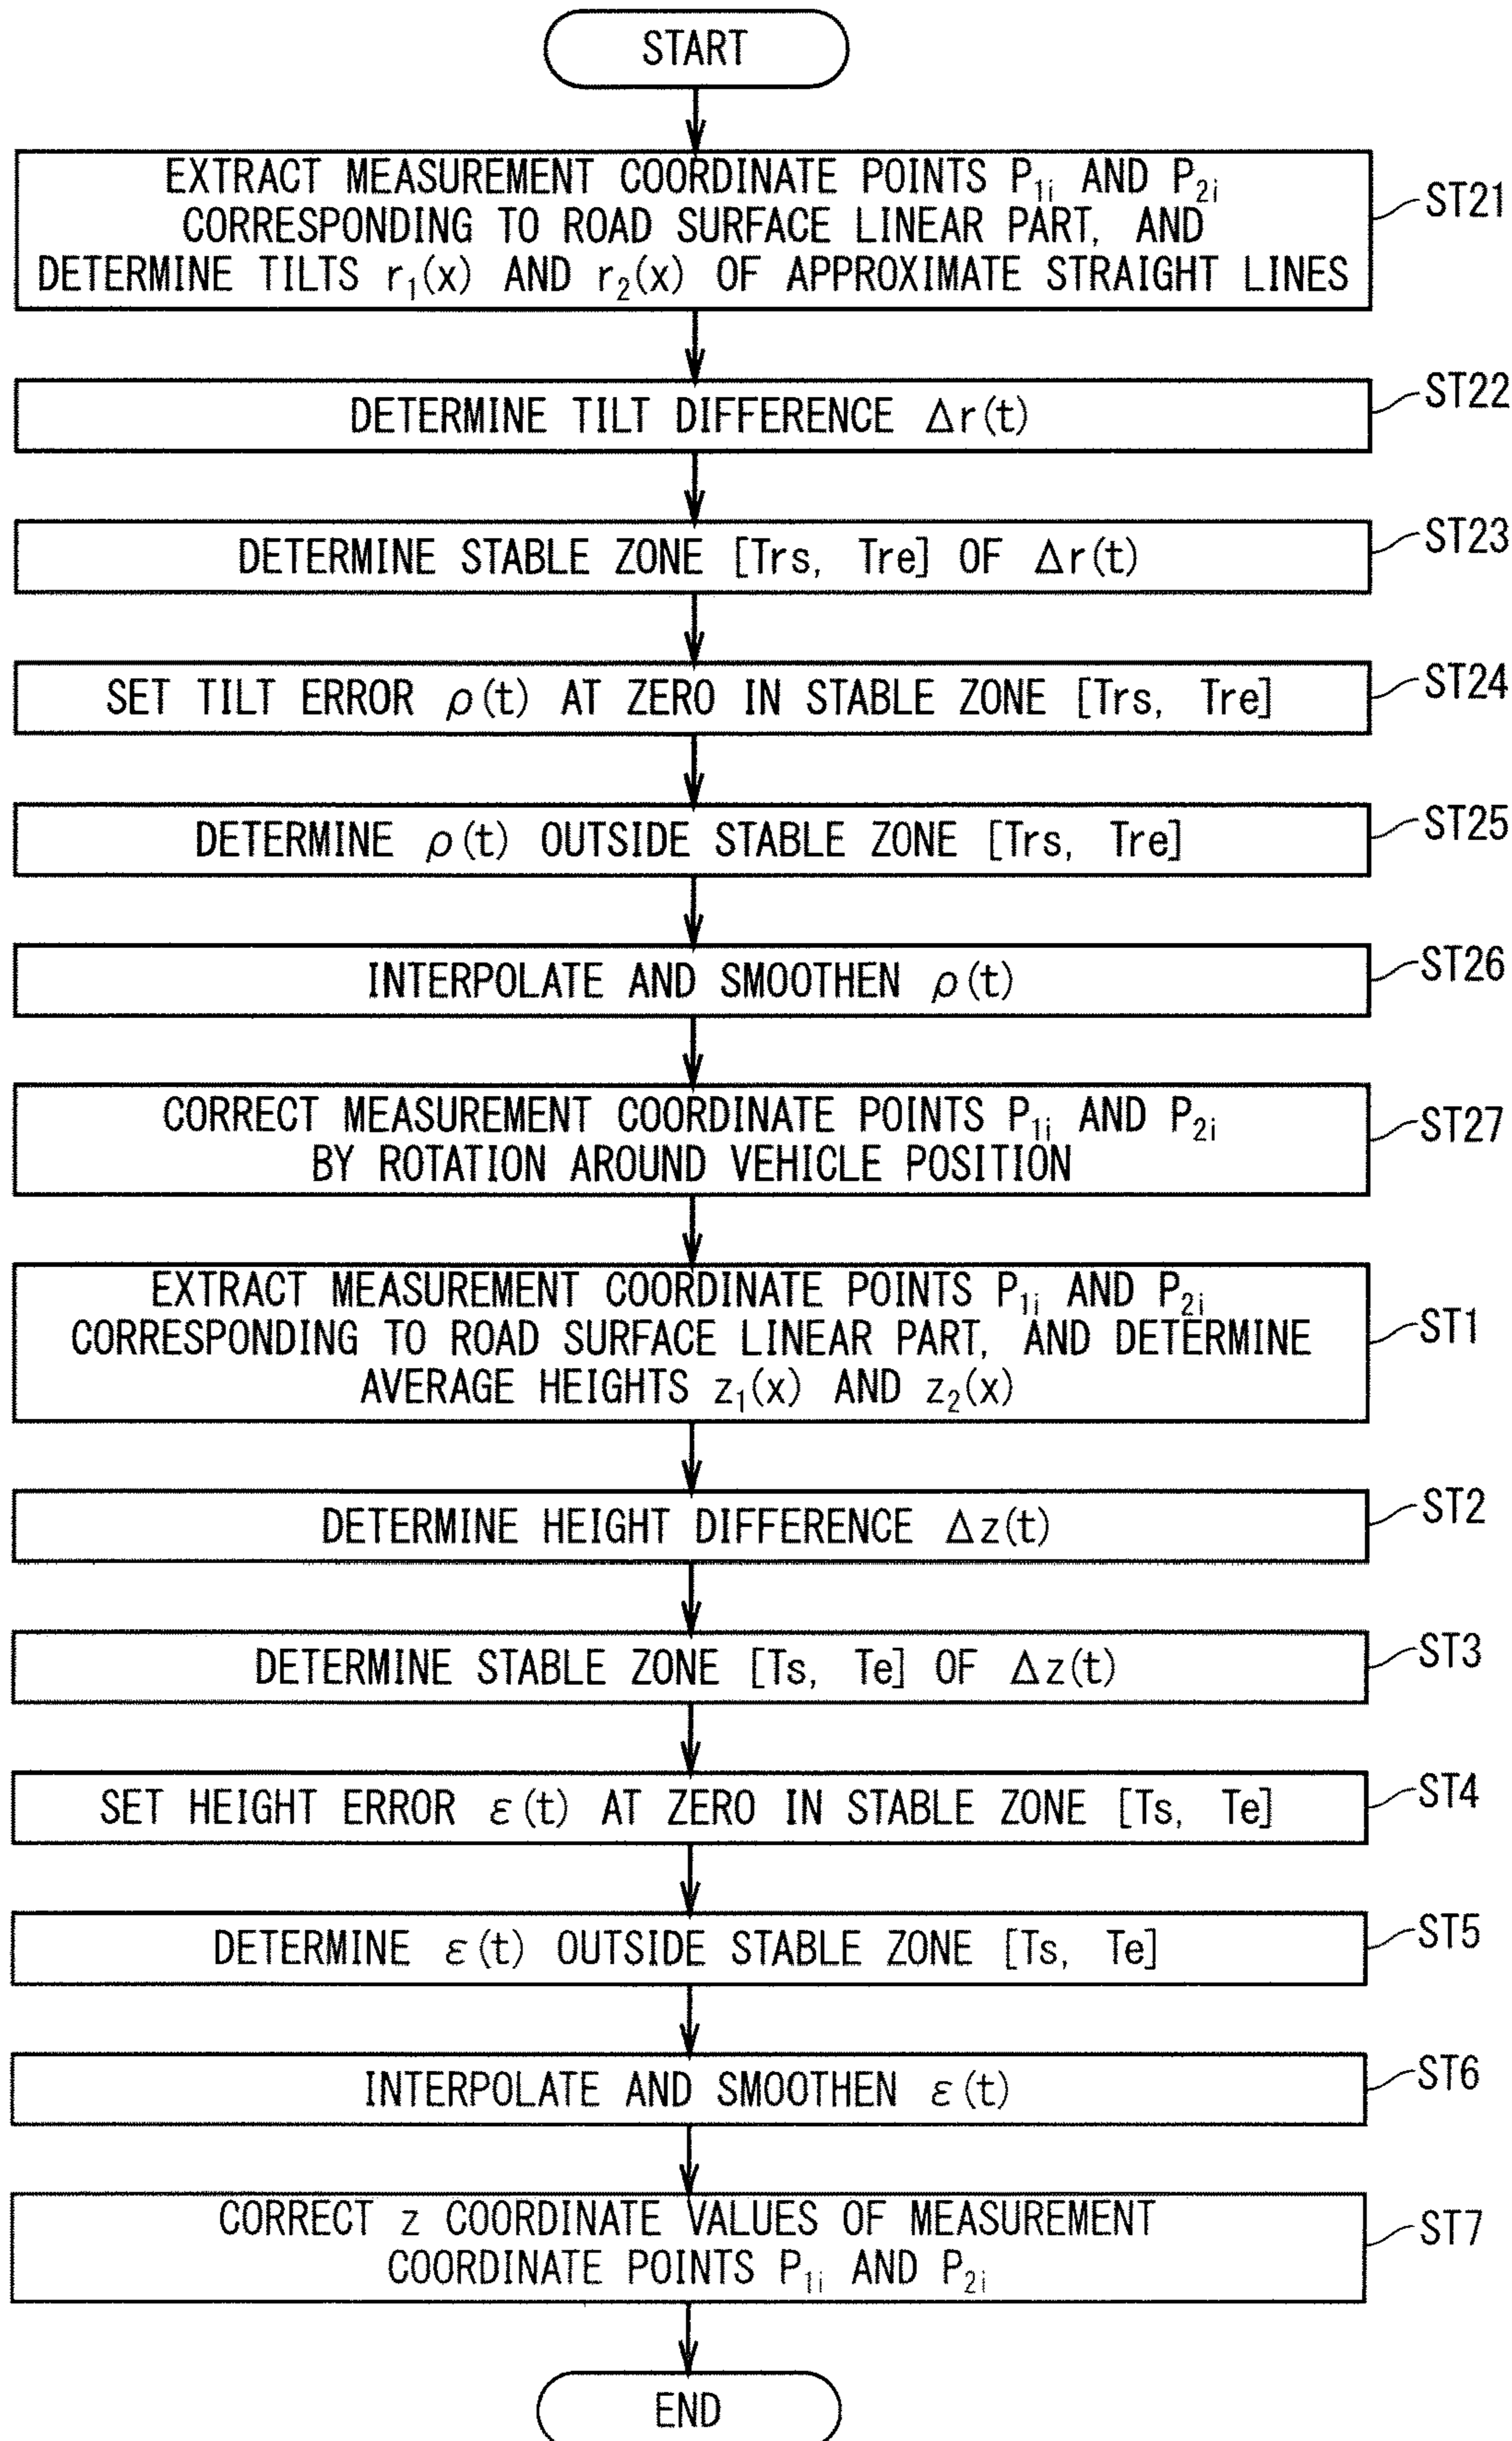 START
EXTRACT MEASUREMENT COORDINATE POINTS P₁ᵢ AND P₂ᵢ
CORRESPONDING TO ROAD SURFACE LINEAR PART, AND
DETERMINE TILTS r₁(x) AND r₂(x) OF APPROXIMATE STRAIGHT LINES
ST21
DETERMINE TILT DIFFERENCE Δr(t)
ST22
DETERMINE STABLE ZONE [Trs, Tre] OF Δr(t)
ST23
SET TILT ERROR ρ(t) AT ZERO IN STABLE ZONE [Trs, Tre]
ST24
DETERMINE ρ(t) OUTSIDE STABLE ZONE [Trs, Tre]
ST25
INTERPOLATE AND SMOOTHEN ρ(t)
ST26
CORRECT MEASUREMENT COORDINATE POINTS P₁ᵢ AND P₂ᵢ
BY ROTATION AROUND VEHICLE POSITION
ST27
EXTRACT MEASUREMENT COORDINATE POINTS P₁ᵢ AND P₂ᵢ
CORRESPONDING TO ROAD SURFACE LINEAR PART, AND DETERMINE
AVERAGE HEIGHTS z₁(x) AND z₂(x)
ST1
DETERMINE HEIGHT DIFFERENCE Δz(t)
ST2
DETERMINE STABLE ZONE [Ts, Te] OF Δz(t)
ST3
SET HEIGHT ERROR ε(t) AT ZERO IN STABLE ZONE [Ts, Te]
ST4
DETERMINE ε(t) OUTSIDE STABLE ZONE [Ts, Te]
ST5
INTERPOLATE AND SMOOTHEN ε(t)
ST6
CORRECT z COORDINATE VALUES OF MEASUREMENT
COORDINATE POINTS P₁ᵢ AND P₂ᵢ
ST7
END